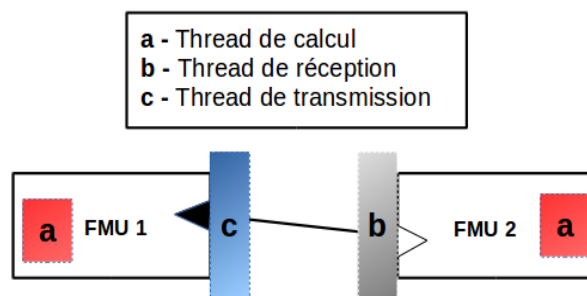 a - Thread de calcul
b - Thread de réception
c - Thread de transmission
a FMU 1 c b FMU 2 a